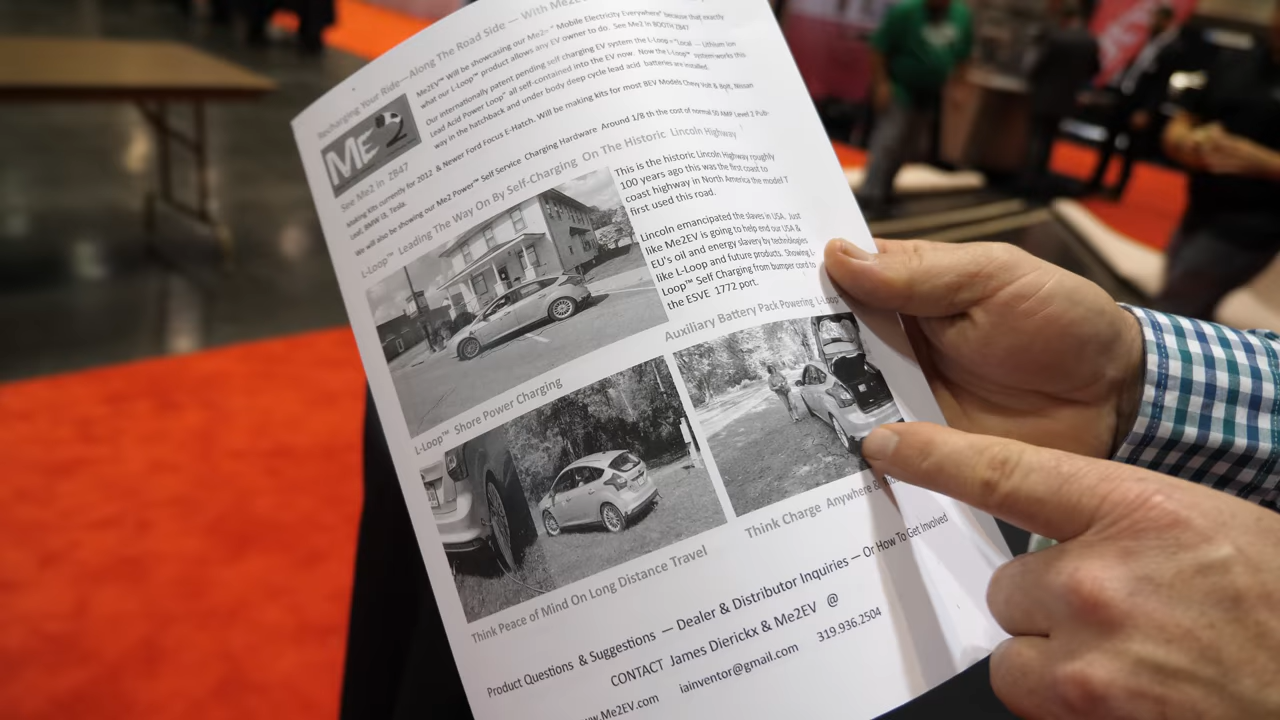 Recharging Your Ride—Along The Road Side — With Me2E
ME2
See Me2 in ZB47
Me2EV™ Will be showcasing our Me2™ " Mobile Electricity Everywhere" because that exactly
what our L-Loop™ product allows any EV owner to do. See Me2 in BOOTH ZB47
Our internationally patent pending self charging EV system the L-Loop = "Local — Lithium Ion
Lead Acid Power Loop" all self-contained into the EV now. Now the L-Loop™ system works this
way in the hatchback and under body deep cycle lead acid batteries are installed.
Making Kits currently for 2012 & Newer Ford Focus E-Hatch. Will be making kits for most BEV Models Chevy Volt & Bolt, Nissan
Leaf, BMW i3, Tesla.
We will also be showing our Me2 Power™ Self Service Charging Hardware Around 1/8 th the cost of normal 50 AMP Level 2 Pub-
L-Loop™ Leading The Way On By Self-Charging On The Historic Lincoln Highway
This is the historic Lincoln Highway roughly
100 years ago this was the first coast to
coast highway in North America the model T
first used this road.
Lincoln emancipated the slaves in USA. Just
like Me2EV is going to help end our USA &
EU's oil and energy slavery by technologies
like L-Loop and future products. Showing L-
Loop™ Self Charging from bumper cord to
the ESVE 1772 port.
L-Loop™ Shore Power Charging
Auxiliary Battery Pack Powering L-Loop
Think Peace of Mind On Long Distance Travel
Think Charge Anywhere &
Product Questions & Suggestions — Dealer & Distributor Inquiries — Or How To Get Involved
CONTACT James Dierickx & Me2EV @
www.Me2EV.com iainventor@gmail.com 319.936.2504